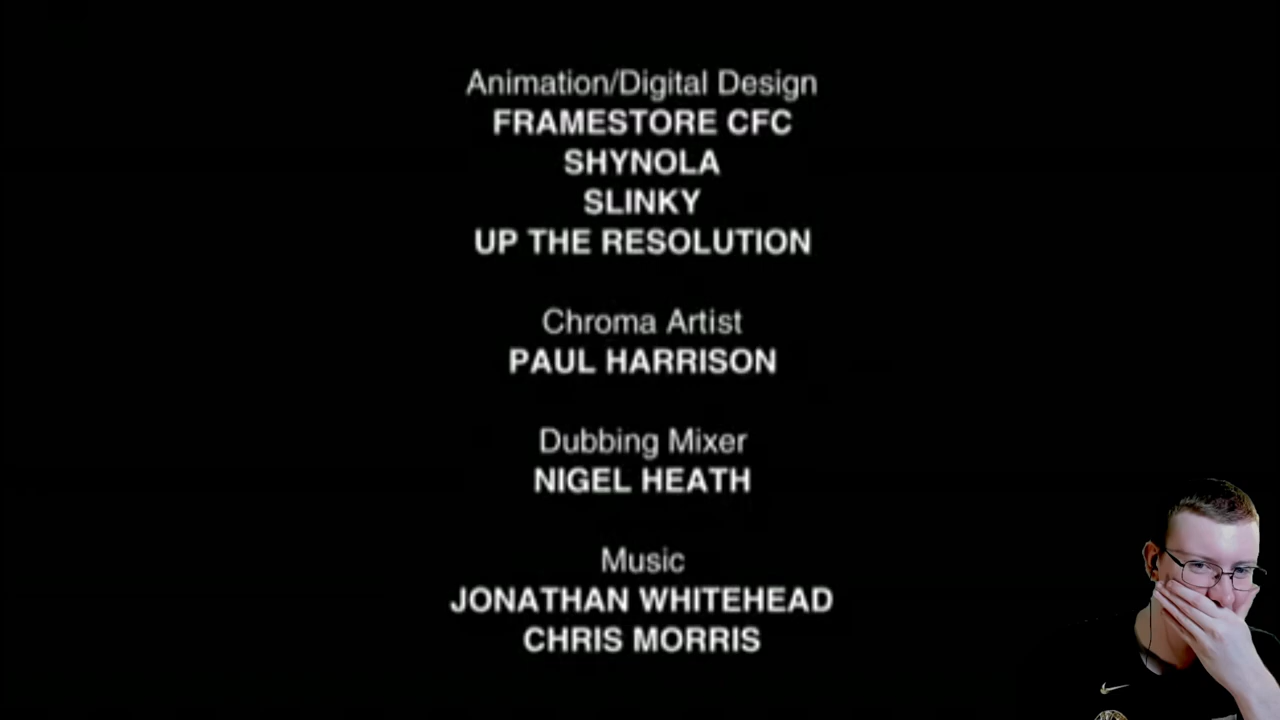 Animation/Digital Design
FRAMESTORE CFC
SHYNOLA
SLINKY
UP THE RESOLUTION
Chroma Artist
PAUL HARRISON
Dubbing Mixer
NIGEL HEATH
Music
JONATHAN WHITEHEAD
CHRIS MORRIS